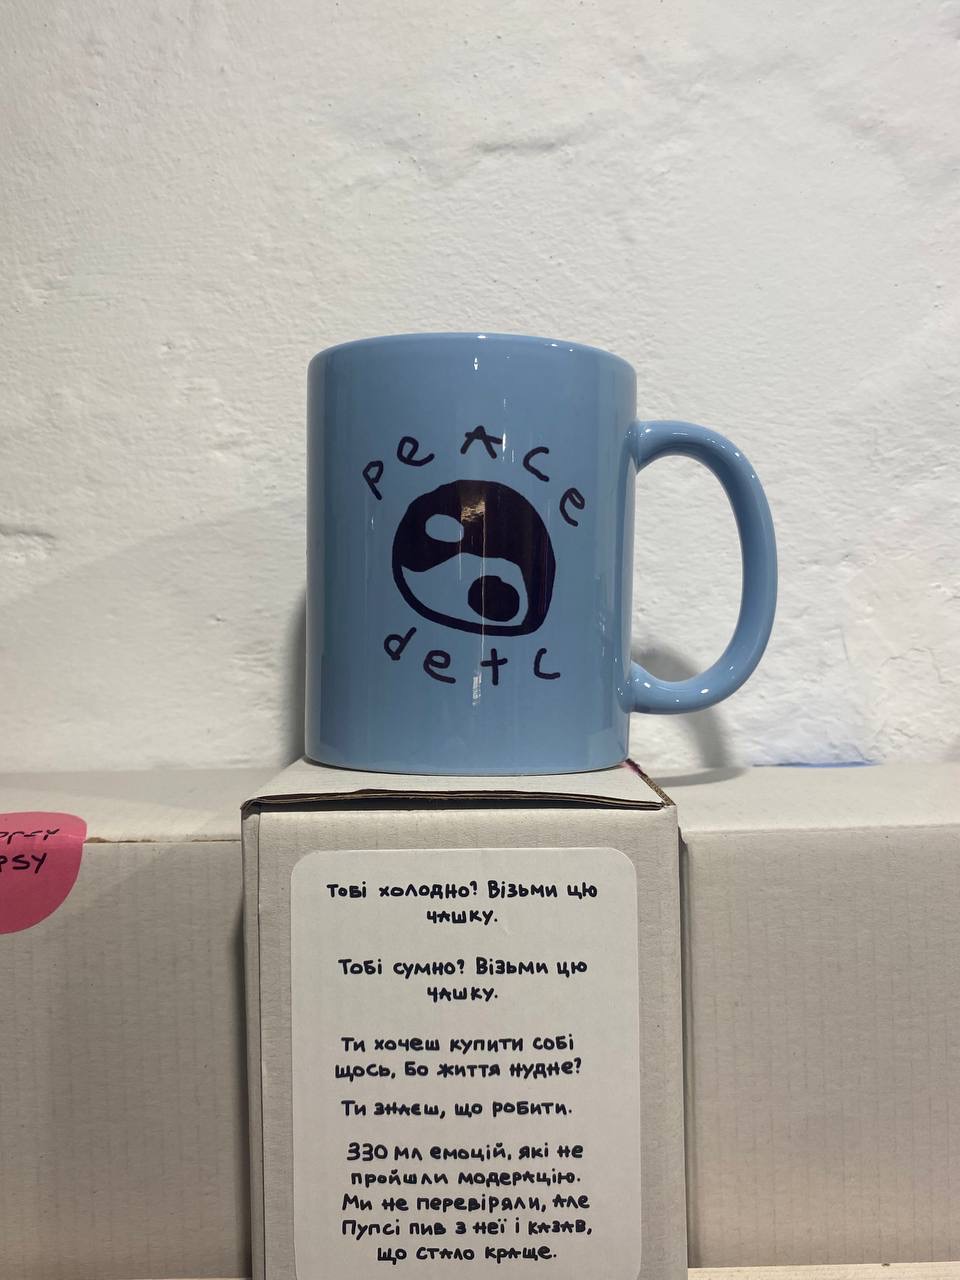 peace
detc
PSY
Тобі холодно? Візьми цю
чашку.
Тобі сумно? Візьми цю
чашку.
Ти хочеш купити собі
щось, бо життя нудне?
Ти знаєш, що робити.
330 мл емоцій, які не
пройшли модерацію.
Ми не перевіряли, але
Пупсі пив з неї і казав,
що стало краще.